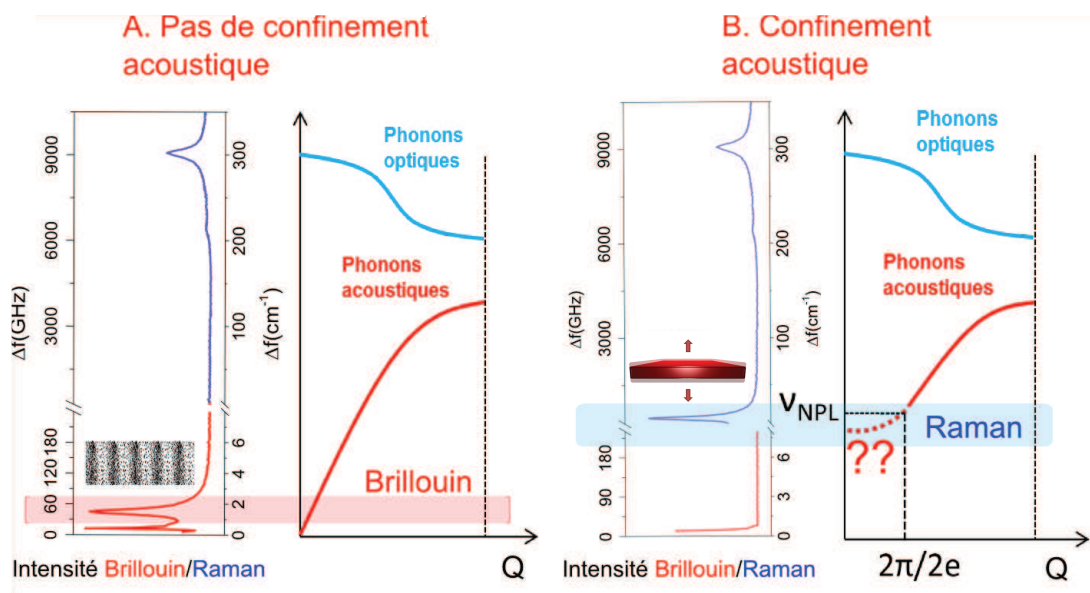 A. Pas de confinement
acoustique
Δf(GHz)
9000
6000
3000
180
120
60
0
Δf(cm⁻¹)
300
200
100
6
4
2
0
Phonons
optiques
Phonons
acoustiques
Brillouin
Intensité Brillouin/Raman
Q
B. Confinement
acoustique
Δf(GHz)
9000
6000
3000
180
90
0
Δf(cm⁻¹)
300
200
100
6
3
0
Phonons
optiques
Phonons
acoustiques
νNPL
??
Raman
Intensité Brillouin/Raman
2π/2e
Q